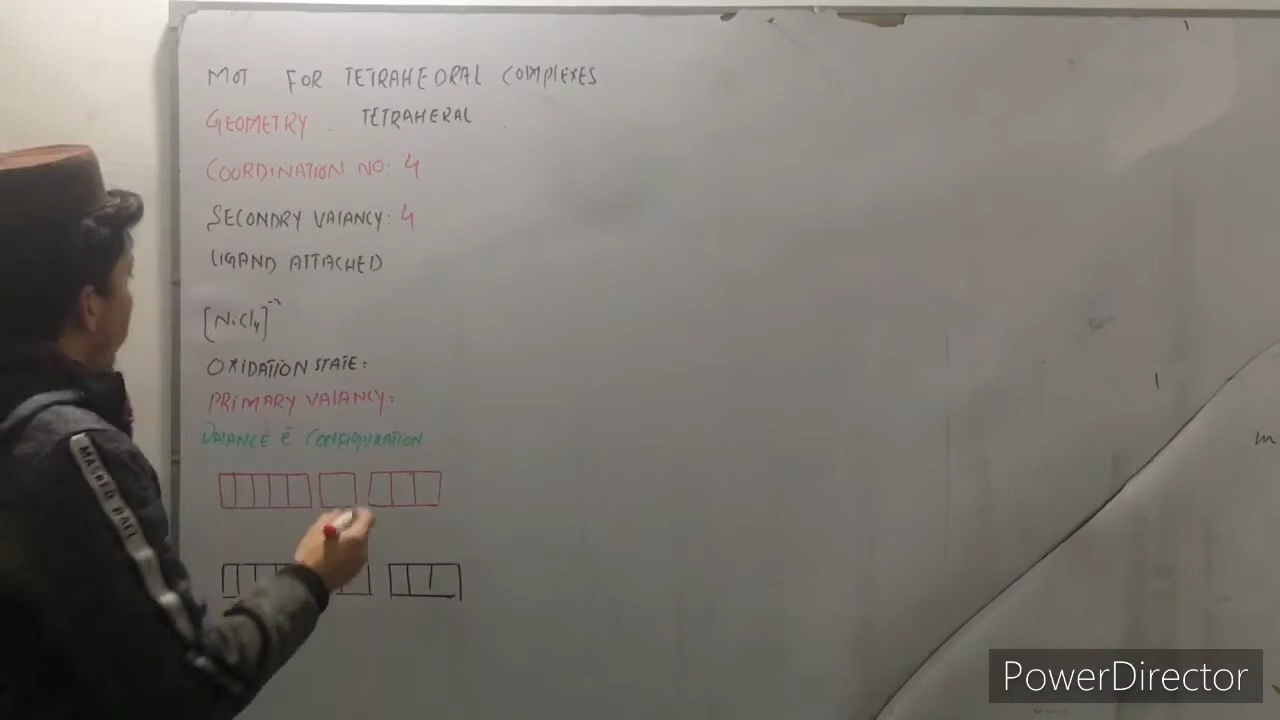 MOT FOR TETRAHEDRAL COMPLEXES
GEOMETRY. TETRAHERAL
COORDINATION NO: 4
SECONDRY VALANCY: 4
LIGAND ATTACHED
[NiCl4]
OXIDATION STATE:
PRIMARY VALANCY:
VALANCE e CONFIGURATION
PowerDirector